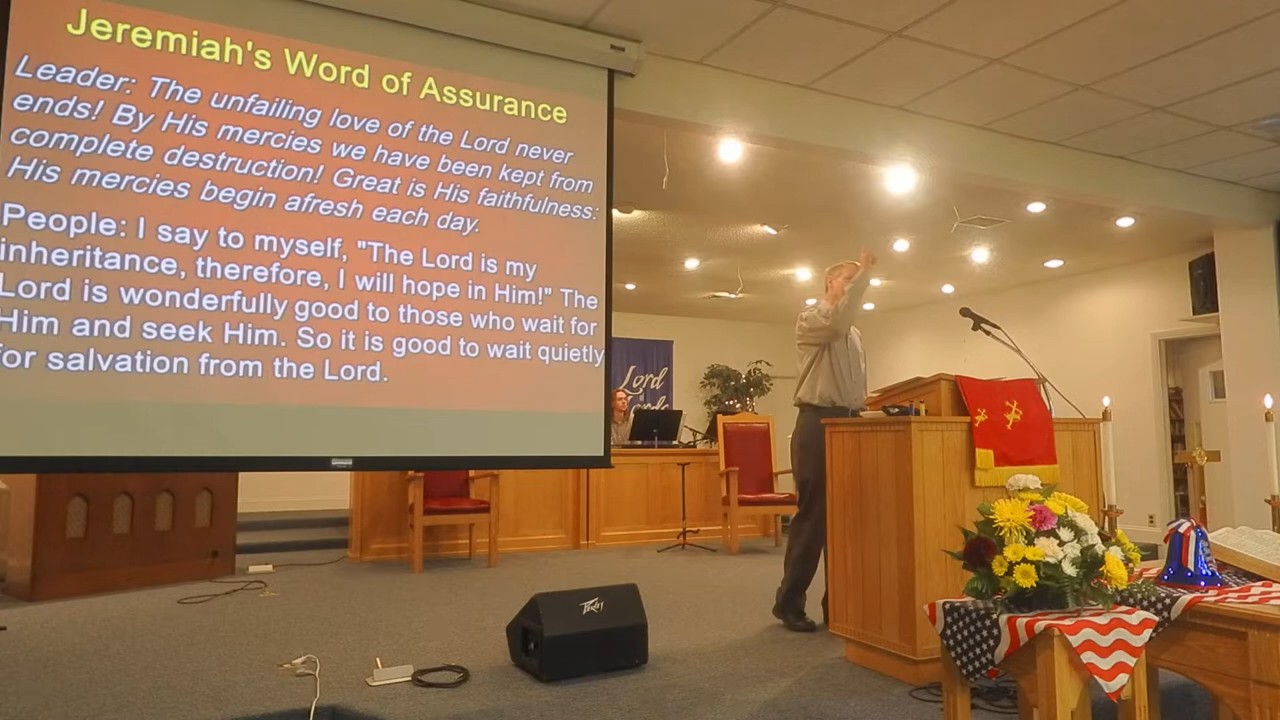 Jeremiah's Word of Assurance
Leader: The unfailing love of the Lord never
ends! By His mercies we have been kept from
complete destruction! Great is His faithfulness:
His mercies begin afresh each day.
People: I say to myself, "The Lord is my
inheritance, therefore, I will hope in Him!" The
Lord is wonderfully good to those who wait for
Him and seek Him. So it is good to wait quietly
for salvation from the Lord.
Lord
of
Lords
PEAVEY